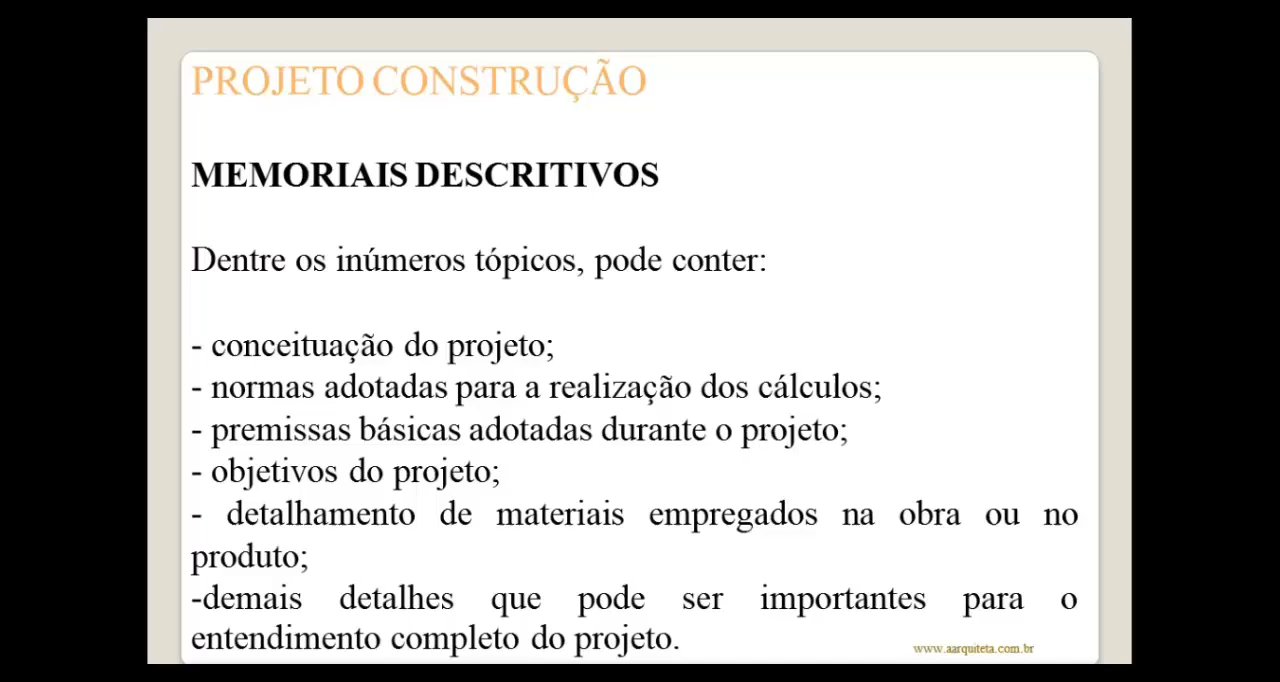 PROJETO CONSTRUÇÃO
MEMORIAIS DESCRITIVOS
Dentre os inúmeros tópicos, pode conter:
- conceituação do projeto;
- normas adotadas para a realização dos cálculos;
- premissas básicas adotadas durante o projeto;
- objetivos do projeto;
- detalhamento de materiais empregados na obra ou no
produto;
-demais detalhes que pode ser importantes para o
entendimento completo do projeto.
www.aarquiteta.com.br